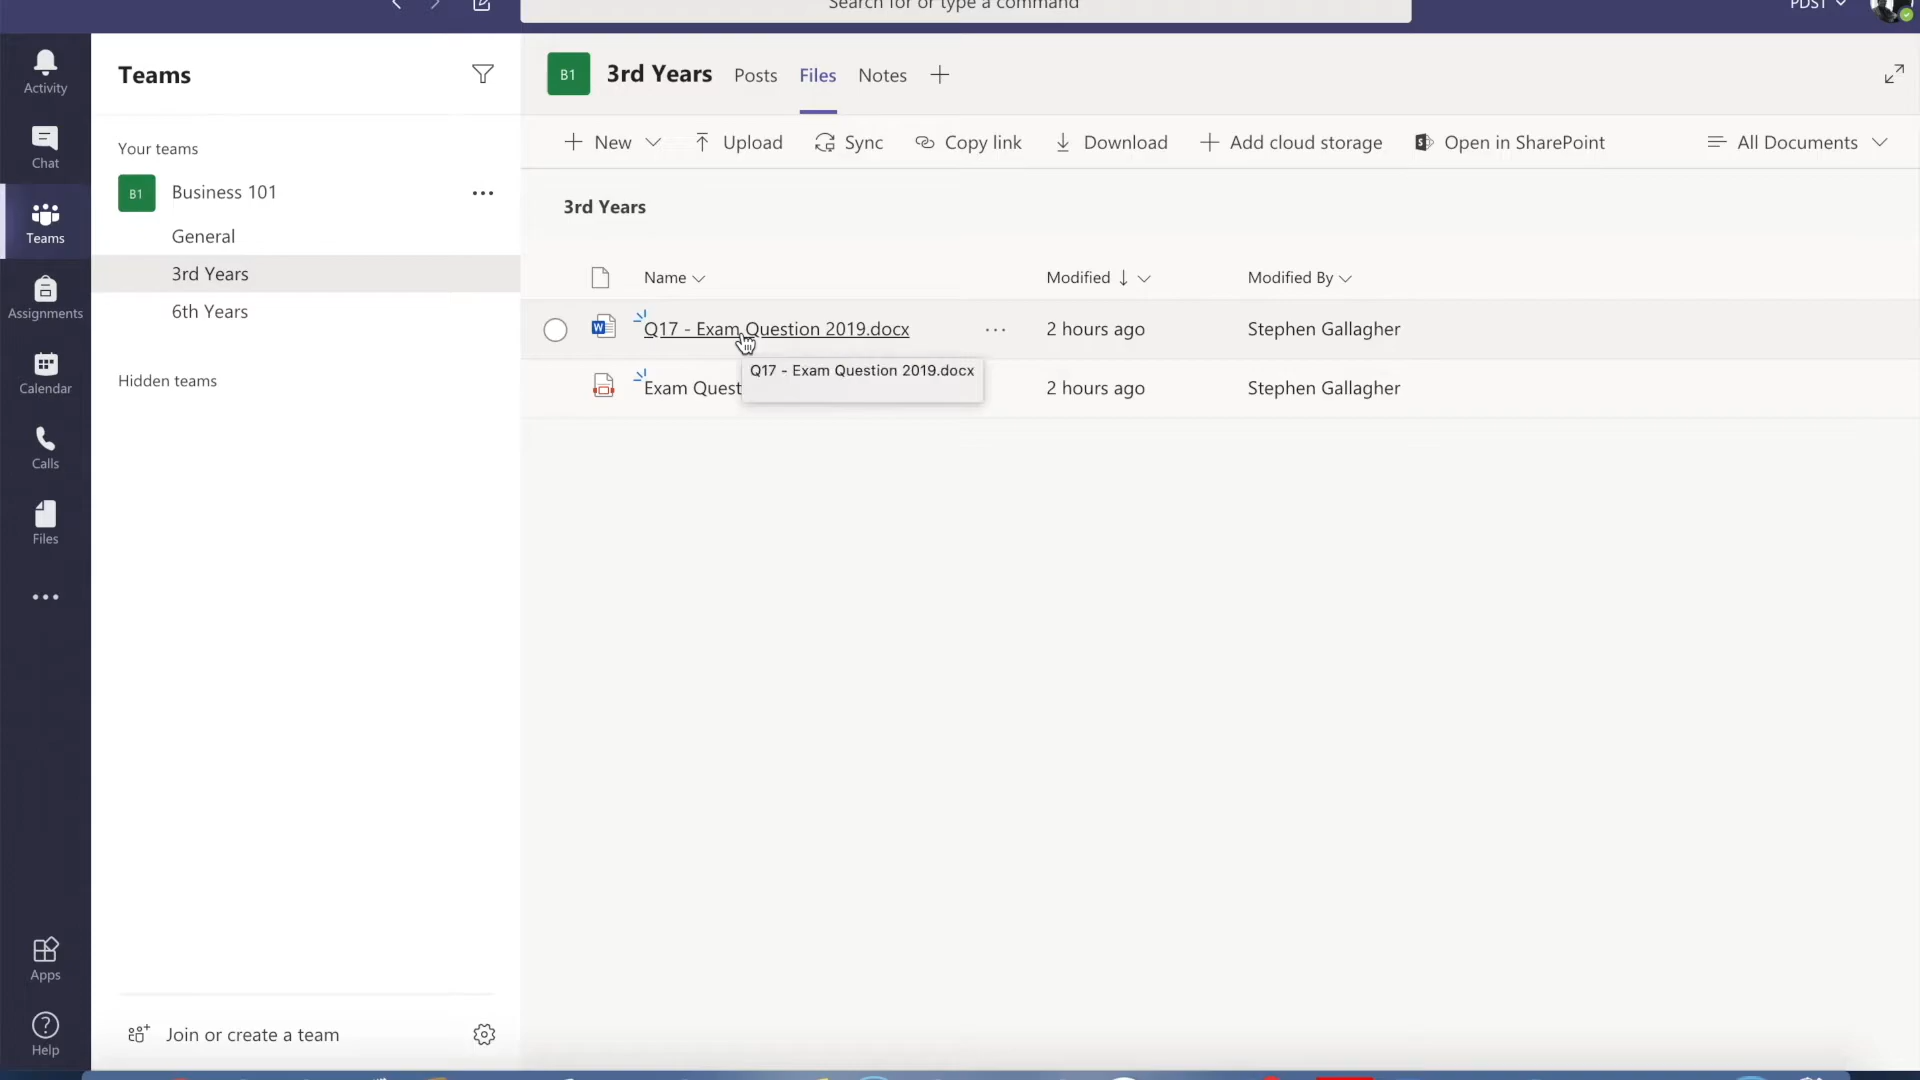 Search for or type a command
PDST
Activity
Chat
Teams
Assignments
Calendar
Calls
Files
Apps
Help
Teams
Your teams
B1 Business 101
General
3rd Years
6th Years
Hidden teams
Join or create a team
B1 3rd Years Posts Files Notes
New Upload Sync Copy link Download Add cloud storage Open in SharePoint All Documents
3rd Years
Name Modified Modified By
Q17 - Exam Question 2019.docx 2 hours ago Stephen Gallagher
Q17 - Exam Question 2019.docx
Exam Quest 2 hours ago Stephen Gallagher